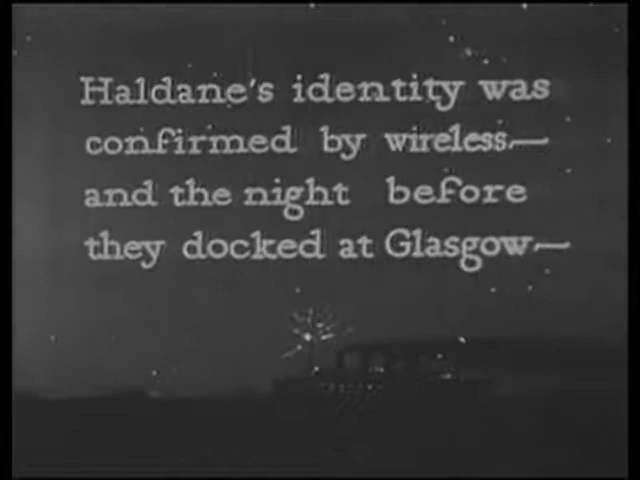 Haldane's identity was
confirmed by wireless—
and the night before
they docked at Glasgow—